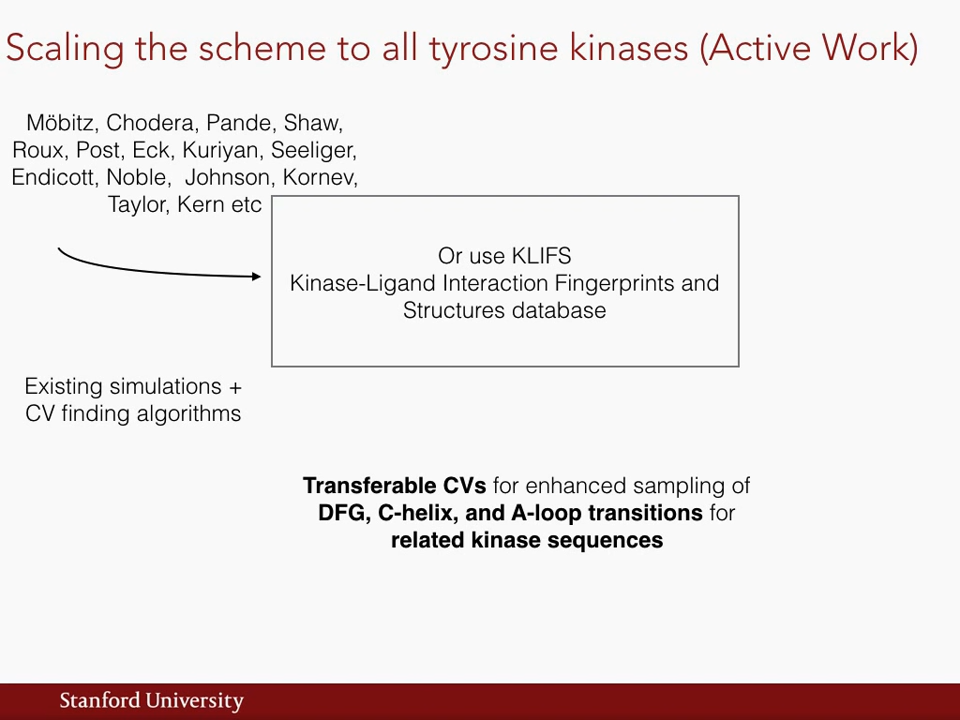 Scaling the scheme to all tyrosine kinases (Active Work)
Möbitz, Chodera, Pande, Shaw,
Roux, Post, Eck, Kuriyan, Seeliger,
Endicott, Noble, Johnson, Kornev,
Taylor, Kern etc
Or use KLIFS
Kinase-Ligand Interaction Fingerprints and
Structures database
Existing simulations +
CV finding algorithms
Transferable CVs for enhanced sampling of
DFG, C-helix, and A-loop transitions for
related kinase sequences
Stanford University